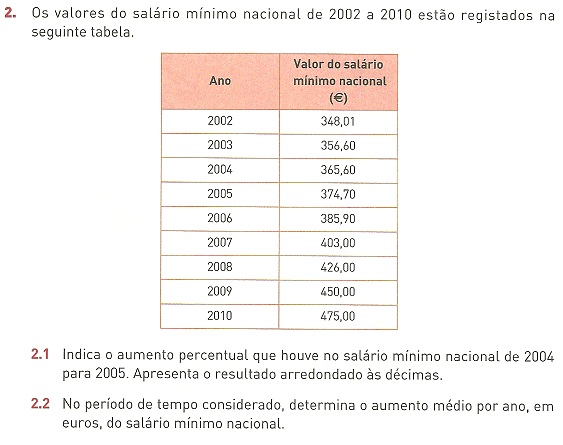 2. Os valores do salário mínimo nacional de 2002 a 2010 estão registados na
seguinte tabela.
Ano Valor do salário
mínimo nacional
(€)
2002 348,01
2003 356,60
2004 365,60
2005 374,70
2006 385,90
2007 403,00
2008 426,00
2009 450,00
2010 475,00
2.1 Indica o aumento percentual que houve no salário mínimo nacional de 2004
para 2005. Apresenta o resultado arredondado às décimas.
2.2 No período de tempo considerado, determina o aumento médio por ano, em
euros, do salário mínimo nacional.